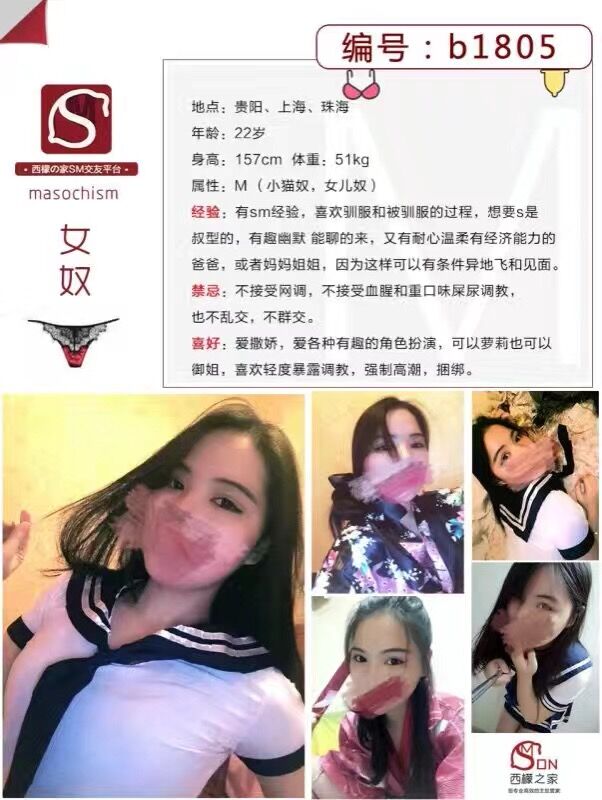 编号：b1805
地点：贵阳、上海、珠海
年龄：22岁
身高：157cm 体重：51kg
属性：M （小猫奴，女儿奴）
经验：有sm经验，喜欢驯服和被驯服的过程，想要s是
叔型的，有趣幽默 能聊的来，又有耐心温柔有经济能力的
爸爸，或者妈妈姐姐，因为这样可以有条件异地飞和见面。
禁忌：不接受网调，不接受血腥和重口味屎尿调教，
也不乱交，不群交。
喜好：爱撒娇，爱各种有趣的角色扮演，可以萝莉也可以
御姐，喜欢轻度暴露调教，强制高潮，捆绑。
SM
·西檬の家SM交友平台·
masochism
女
奴
SMON
西檬之家